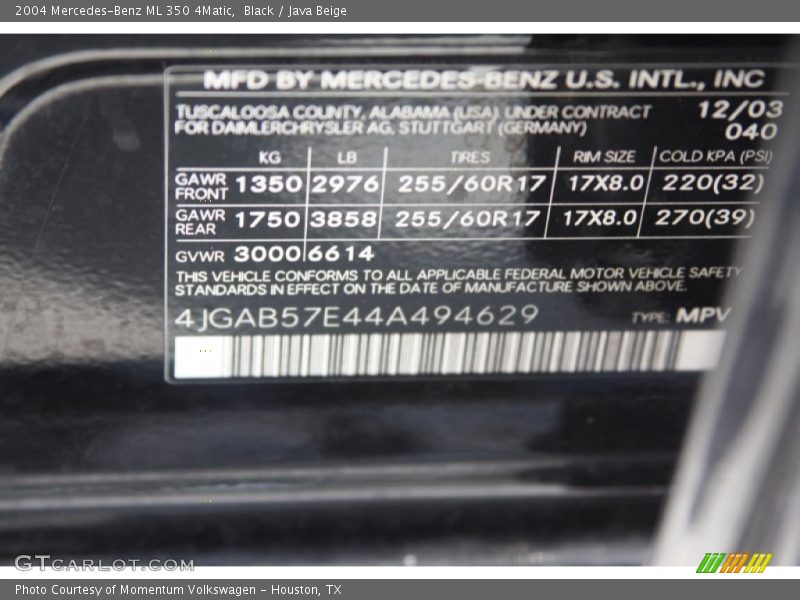 2004 Mercedes-Benz ML 350 4Matic, Black / Java Beige
MFD BY MERCEDES-BENZ U.S. INTL., INC
TUSCALOOSA COUNTY, ALABAMA (USA) UNDER CONTRACT 12/03
FOR DAIMLERCHRYSLER AG, STUTTGART (GERMANY) 040
KG LB TIRES RIM SIZE COLD KPA (PSI)
GAWR FRONT 1350 2976 255/60R17 17X8.0 220(32)
GAWR REAR 1750 3858 255/60R17 17X8.0 270(39)
GVWR 3000 6614
THIS VEHICLE CONFORMS TO ALL APPLICABLE FEDERAL MOTOR VEHICLE SAFETY
STANDARDS IN EFFECT ON THE DATE OF MANUFACTURE SHOWN ABOVE.
4JGAB57E44A494629 TYPE: MPV
GTCARLOT.COM
Photo Courtesy of Momentum Volkswagen - Houston, TX